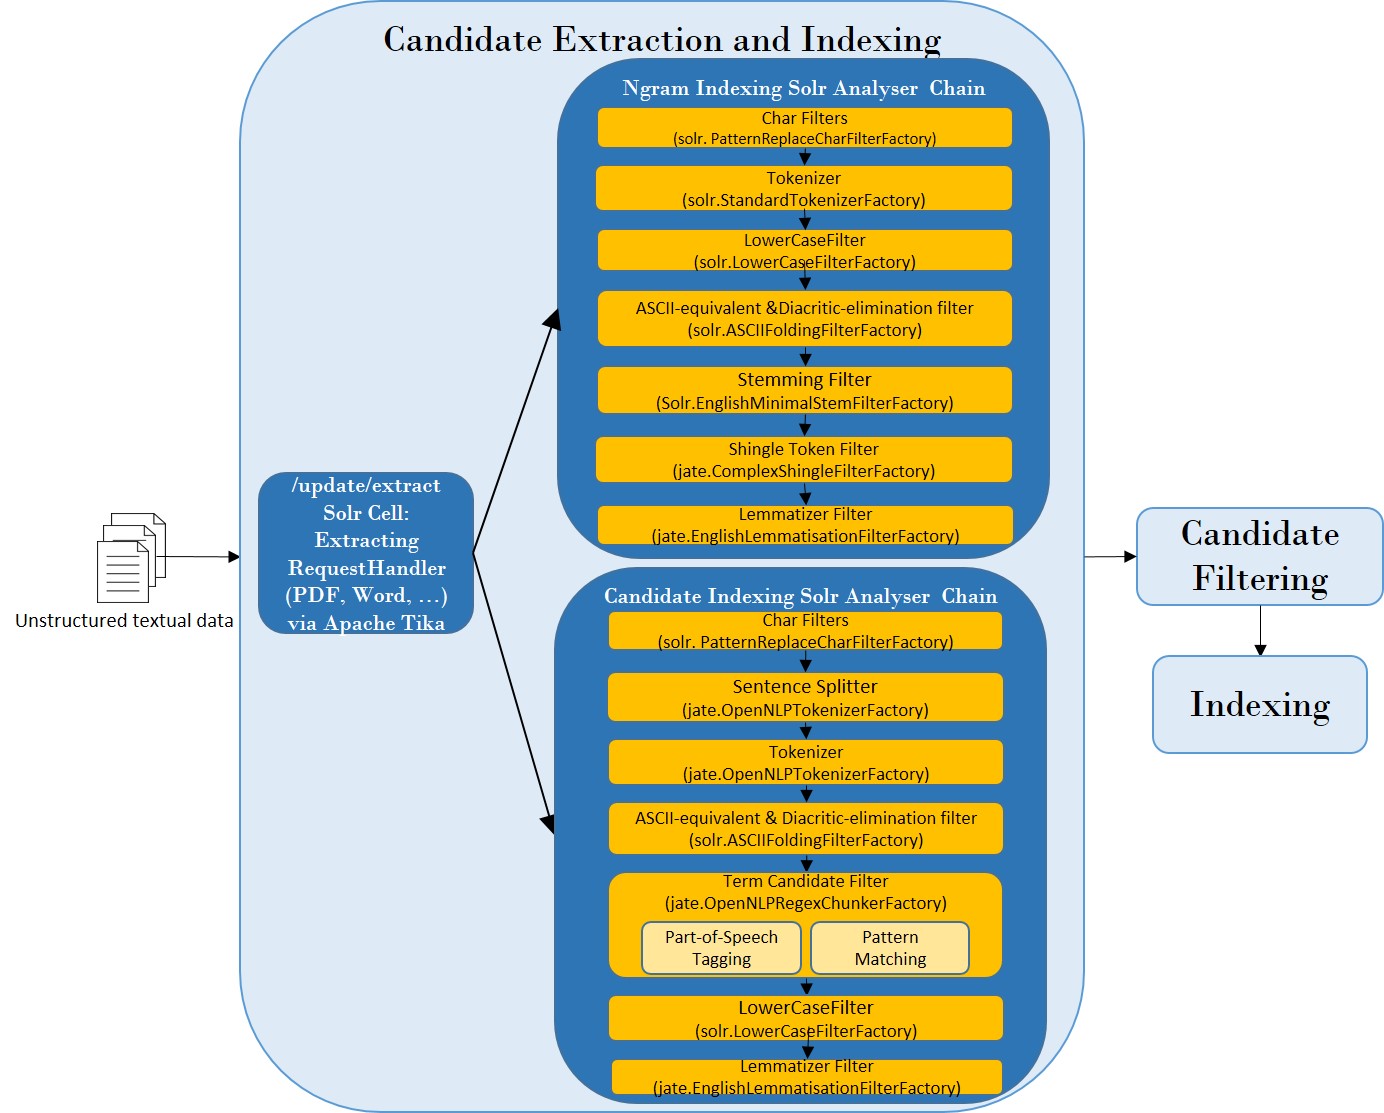 Candidate Extraction and Indexing
Ngram Indexing Solr Analyser Chain
Char Filters
(solr. PatternReplaceCharFilterFactory)
Tokenizer
(solr.StandardTokenizerFactory)
LowerCaseFilter
(solr.LowerCaseFilterFactory)
ASCII-equivalent &Diacritic-elimination filter
(solr.ASCIIFoldingFilterFactory)
Stemming Filter
(Solr.EnglishMinimalStemFilterFactory)
Shingle Token Filter
(jate.ComplexShingleFilterFactory)
Lemmatizer Filter
(jate.EnglishLemmatisationFilterFactory)
/update/extract
Solr Cell:
Extracting
RequestHandler
(PDF, Word, ...)
via Apache Tika
Unstructured textual data
Candidate Indexing Solr Analyser Chain
Char Filters
(solr. PatternReplaceCharFilterFactory)
Sentence Splitter
(jate.OpenNLPTokenizerFactory)
Tokenizer
(jate.OpenNLPTokenizerFactory)
ASCII-equivalent & Diacritic-elimination filter
(solr.ASCIIFoldingFilterFactory)
Term Candidate Filter
(jate.OpenNLPRegexChunkerFactory)
Part-of-Speech
Tagging
Pattern
Matching
LowerCaseFilter
(solr.LowerCaseFilterFactory)
Lemmatizer Filter
(jate.EnglishLemmatisationFilterFactory)
Candidate
Filtering
Indexing